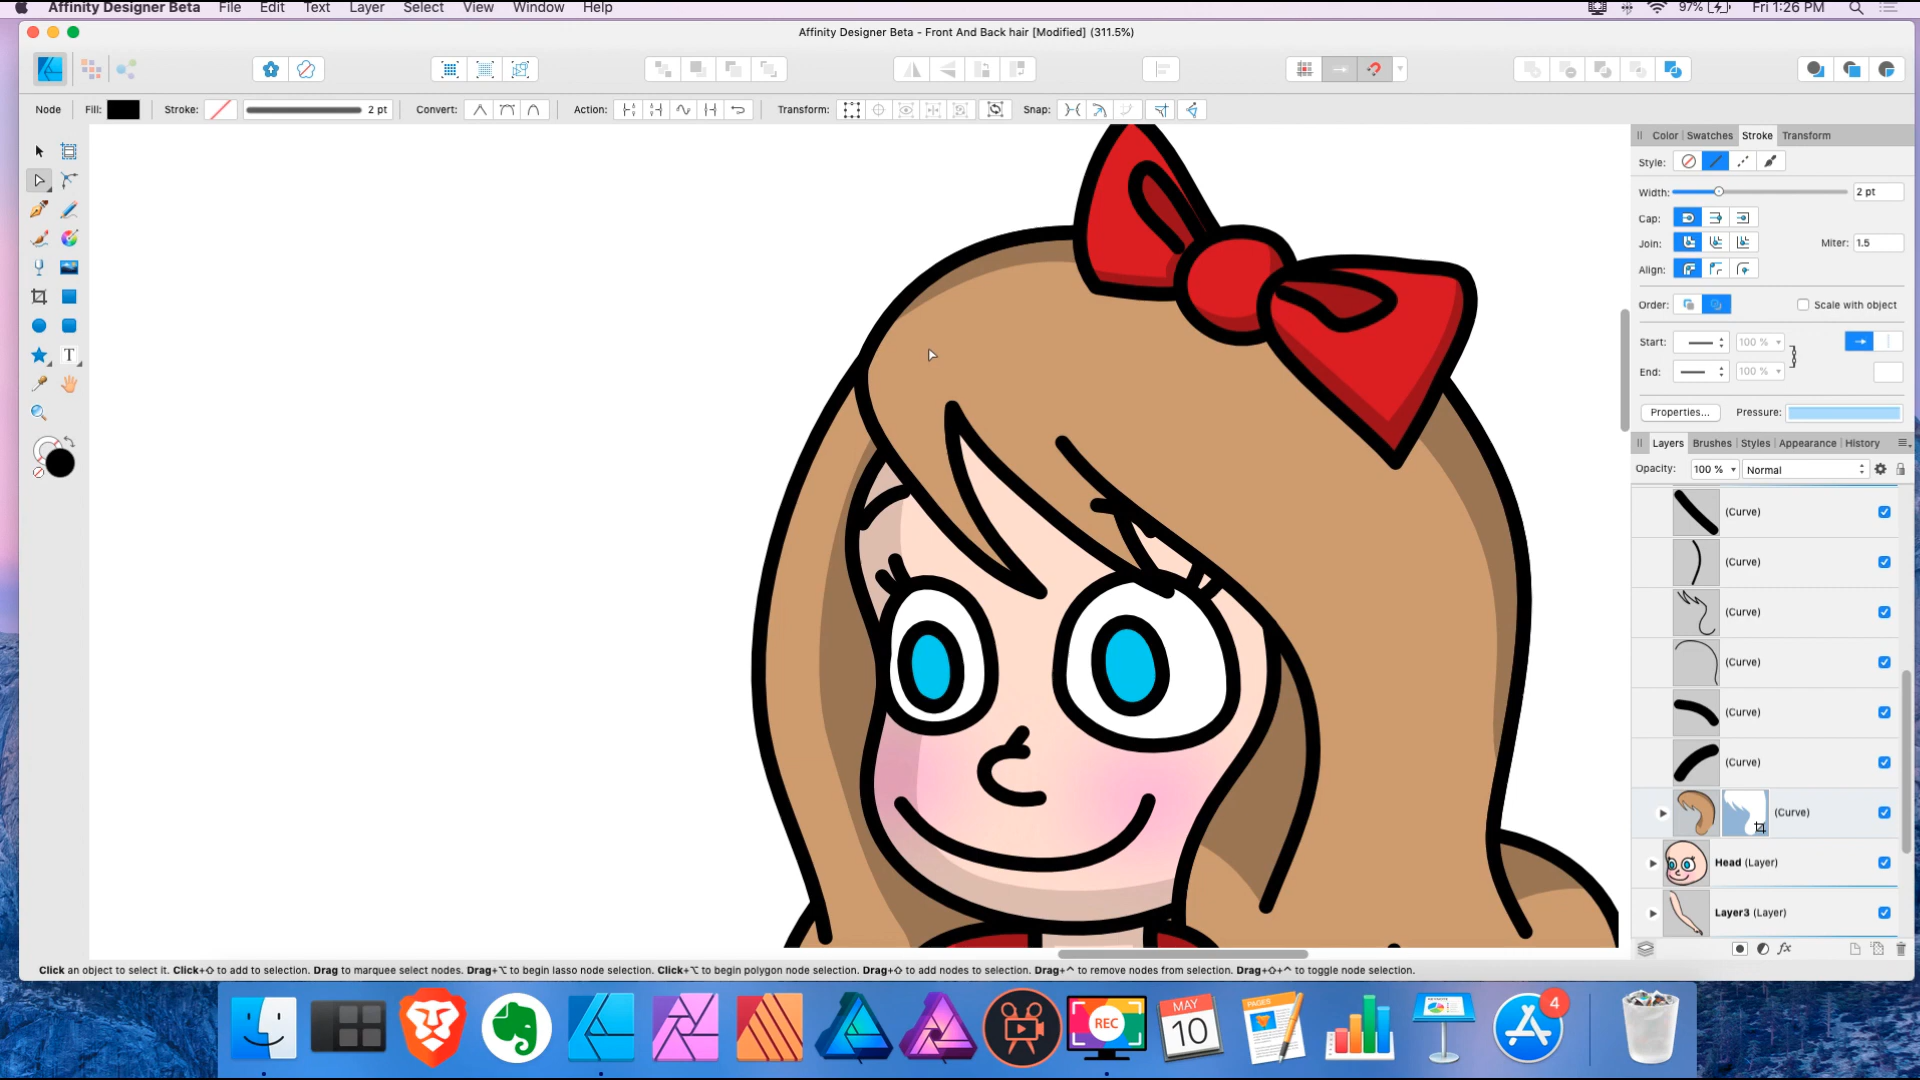 Affinity Designer Beta File Edit Text Layer Select View Window Help 97% Fri 1:26 PM
Affinity Designer Beta - Front And Back hair [Modified] (311.5%)
Node Fill: Stroke: 2 pt Convert: Action: Transform: Snap:
Color Swatches Stroke Transform
Style:
Width: 2 pt
Cap:
Join: Miter: 1.5
Align:
Order: Scale with object
Start: 100 %
End: 100 %
Properties... Pressure:
Layers Brushes Styles Appearance History
Opacity: 100 % Normal
(Curve)
(Curve)
(Curve)
(Curve)
(Curve)
(Curve)
(Curve)
Head (Layer)
Layer3 (Layer)
Click an object to select it. Click+⇧ to add to selection. Drag to marquee select nodes. Drag+⌥ to begin lasso node selection. Click+⌥ to begin polygon node selection. Drag+⇧ to add nodes to selection. Drag+⌃ to remove nodes from selection. Drag+⇧+⌃ to toggle node selection.
REC
MAY
10
PAGES
4